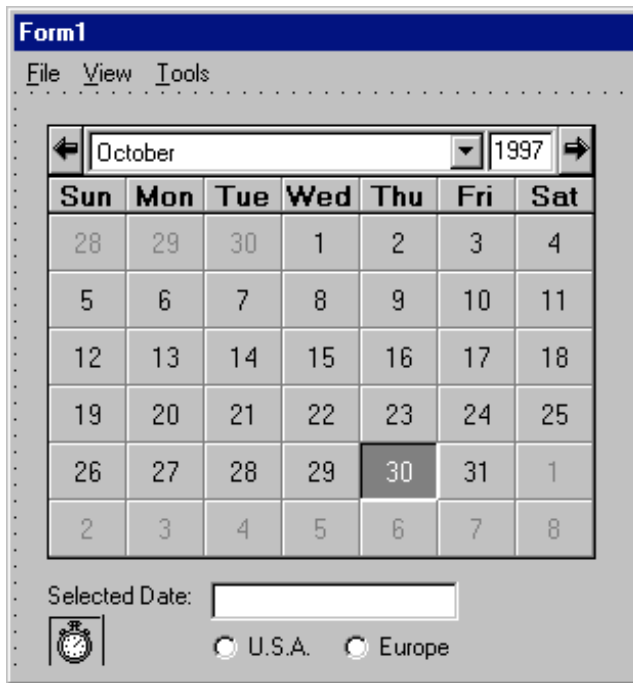 Form1
File View Tools
October 1997
Sun Mon Tue Wed Thu Fri Sat
28 29 30 1 2 3 4
5 6 7 8 9 10 11
12 13 14 15 16 17 18
19 20 21 22 23 24 25
26 27 28 29 30 31 1
2 3 4 5 6 7 8
Selected Date:
U.S.A. Europe